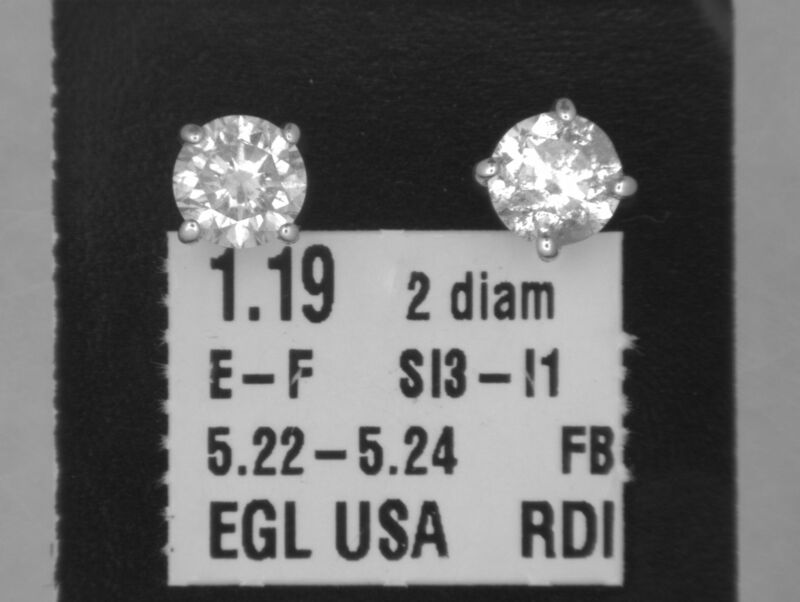 1.19 2 diam
E-F SI3-I1
5.22-5.24 FB
EGL USA RDI